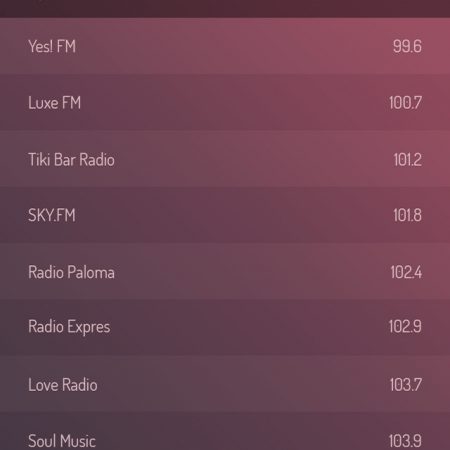 Yes! FM 99.6
Luxe FM 100.7
Tiki Bar Radio 101.2
SKY.FM 101.8
Radio Paloma 102.4
Radio Expres 102.9
Love Radio 103.7
Soul Music 103.9